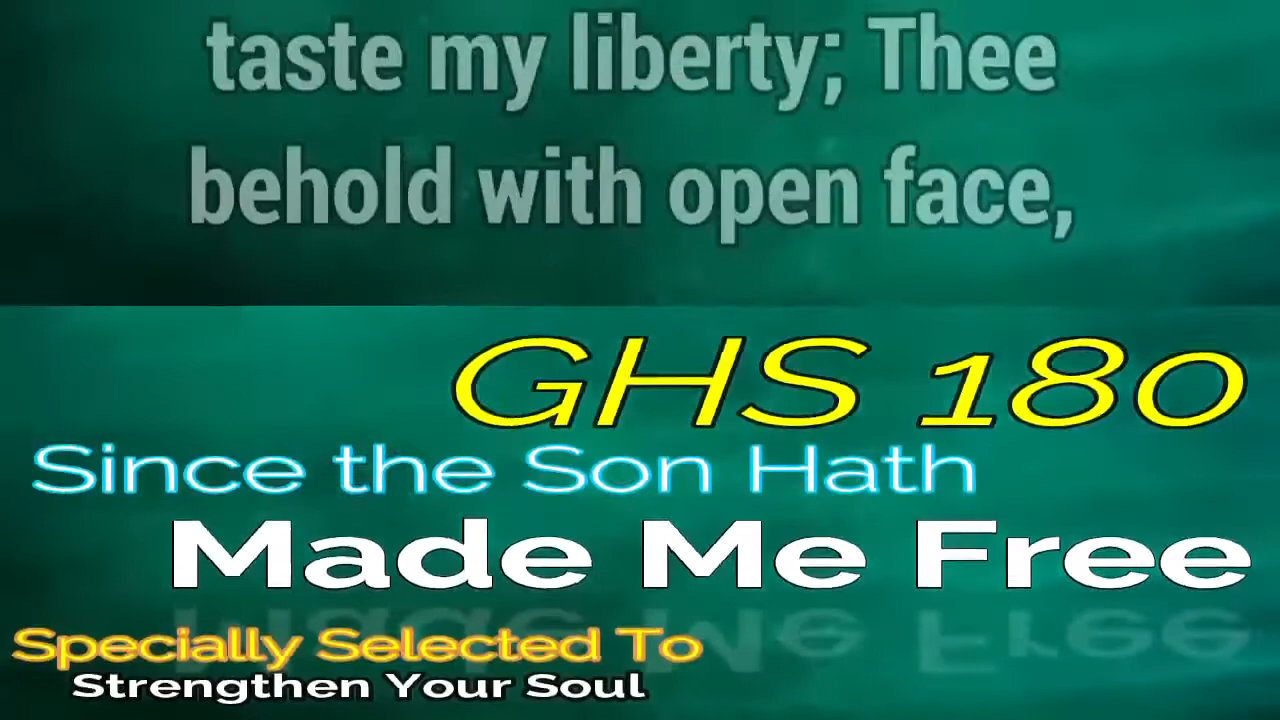 taste my liberty; Thee
behold with open face,
GHS 180
Since the Son Hath
Made Me Free
Specially Selected To
Strengthen Your Soul